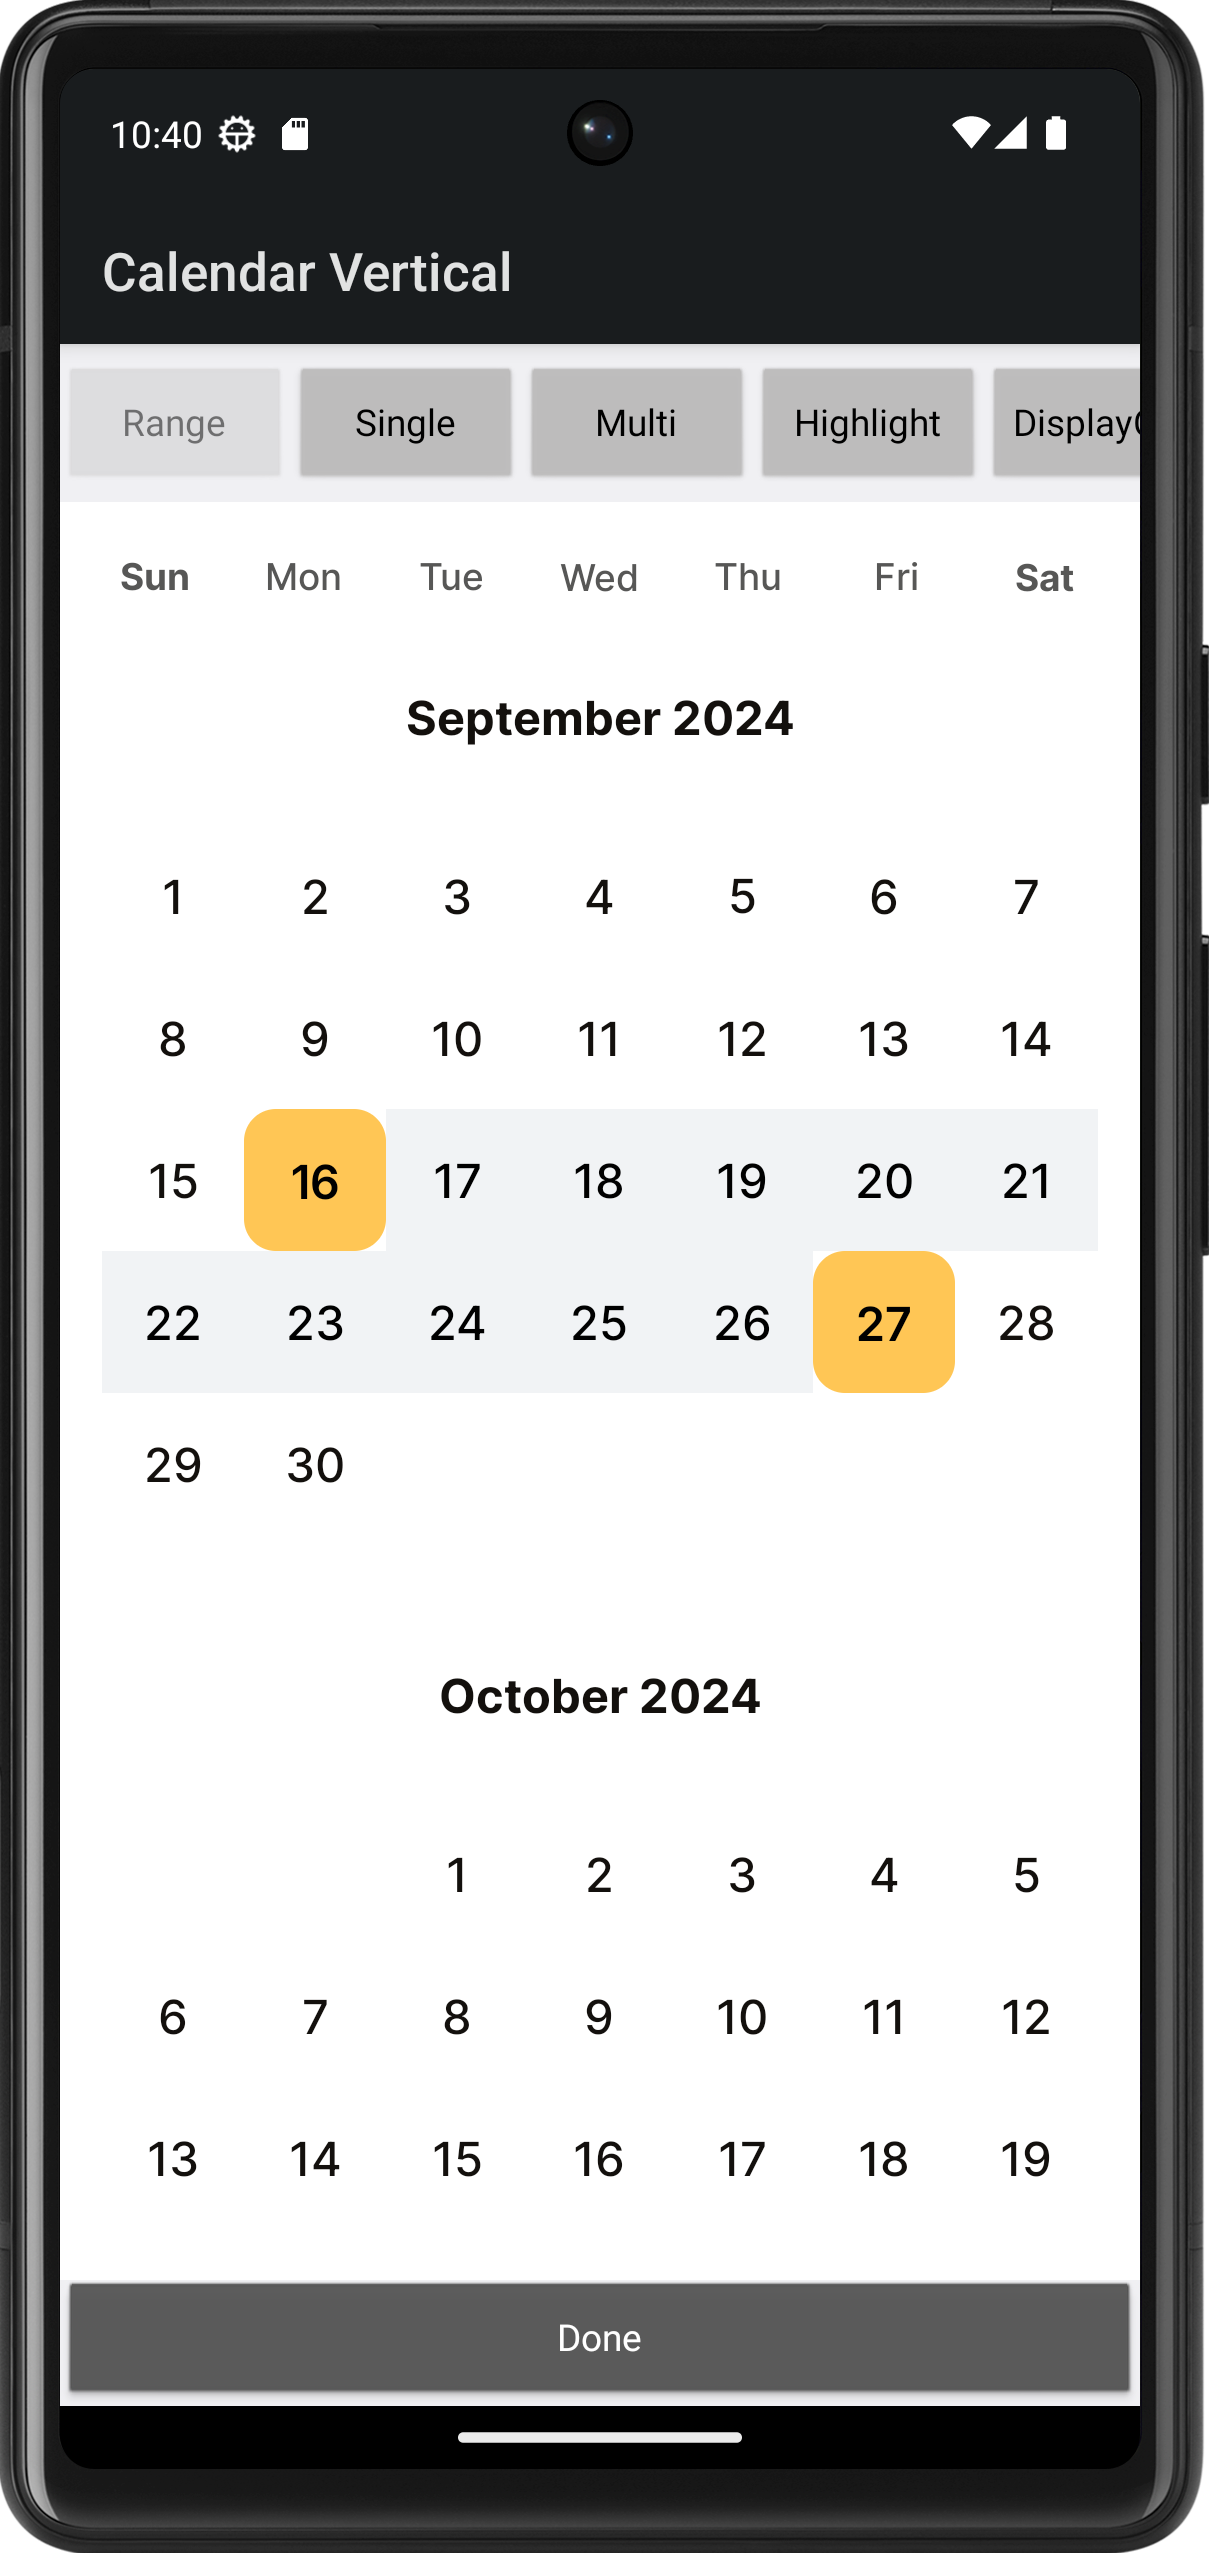 10:40
Calendar Vertical
Range Single Multi Highlight Display
Sun Mon Tue Wed Thu Fri Sat
September 2024
1 2 3 4 5 6 7
8 9 10 11 12 13 14
15 16 17 18 19 20 21
22 23 24 25 26 27 28
29 30
October 2024
1 2 3 4 5
6 7 8 9 10 11 12
13 14 15 16 17 18 19
Done